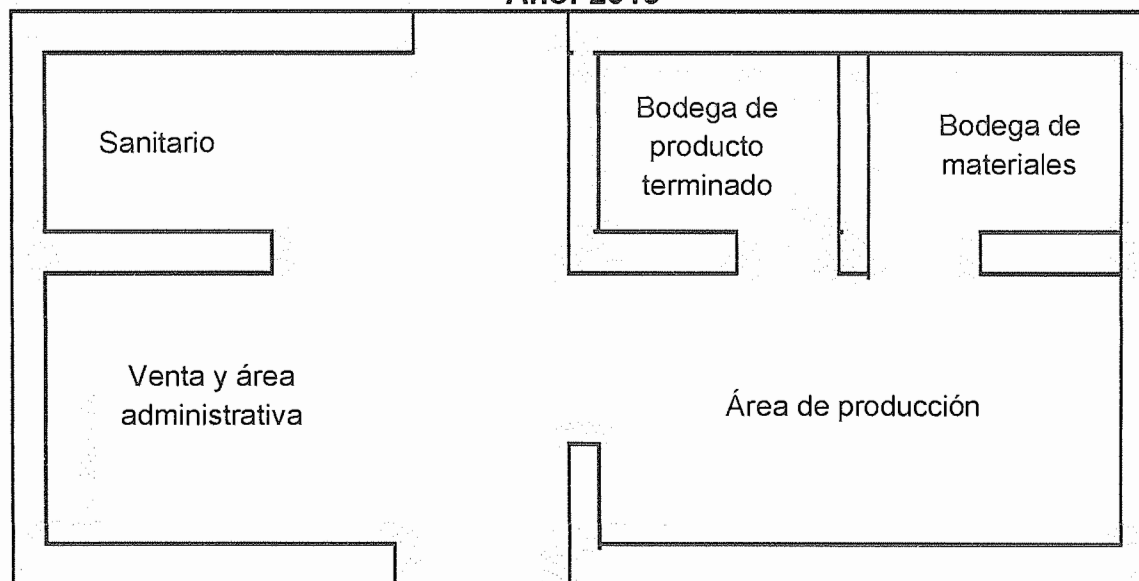 Sanitario
Bodega de
producto
terminado
Bodega de
materiales
Venta y área
administrativa
Área de producción